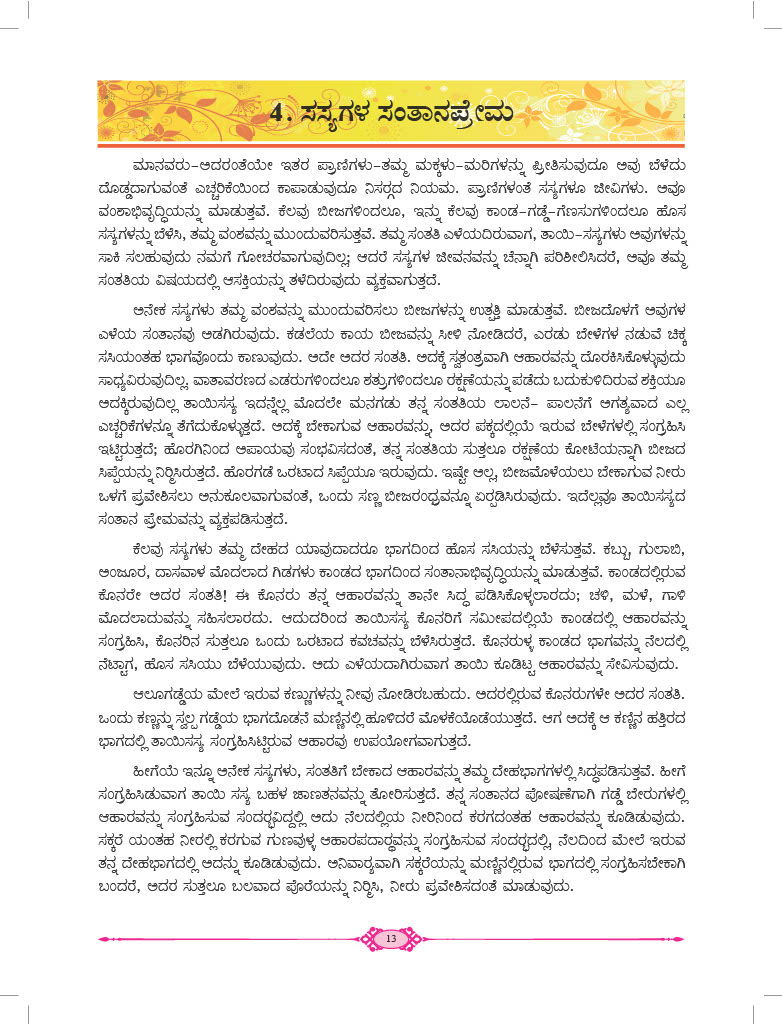 4. ಸಸ್ಯಗಳ ಸಂತಾನಪ್ರೇಮ
ಮಾನವರು–ಅದರಂತೆಯೇ ಇತರ ಪ್ರಾಣಿಗಳು–ತಮ್ಮ ಮಕ್ಕಳು–ಮರಿಗಳನ್ನು ಪ್ರೀತಿಸುವುದೂ ಅವು ಬೆಳೆದು
ದೊಡ್ಡದಾಗುವಂತೆ ಎಚ್ಚರಿಕೆಯಿಂದ ಕಾಪಾಡುವುದೂ ನಿಸರ‍್ಗದ ನಿಯಮ. ಪ್ರಾಣಿಗಳಂತೆ ಸಸ್ಯಗಳೂ ಜೀವಿಗಳು. ಅವೂ
ವಂಶಾಭಿವೃದ್ಧಿಯನ್ನು ಮಾಡುತ್ತವೆ. ಕೆಲವು ಬೀಜಗಳಿಂದಲೂ, ಇನ್ನು ಕೆಲವು ಕಾಂಡ–ಗಡ್ಡೆ–ಗೆಣಸುಗಳಿಂದಲೂ ಹೊಸ
ಸಸ್ಯಗಳನ್ನು ಬೆಳೆಸಿ, ತಮ್ಮ ವಂಶವನ್ನು ಮುಂದುವರಿಸುತ್ತವೆ. ತಮ್ಮ ಸಂತತಿ ಎಳೆಯದಿರುವಾಗ, ತಾಯಿ–ಸಸ್ಯಗಳು ಅವುಗಳನ್ನು
ಸಾಕಿ ಸಲಹುವುದು ನಮಗೆ ಗೋಚರವಾಗುವುದಿಲ್ಲ; ಆದರೆ ಸಸ್ಯಗಳ ಜೀವನವನ್ನು ಚೆನ್ನಾಗಿ ಪರಿಶೀಲಿಸಿದರೆ, ಅವೂ ತಮ್ಮ
ಸಂತತಿಯ ವಿಷಯದಲ್ಲಿ ಆಸಕ್ತಿಯನ್ನು ತಳೆದಿರುವುದು ವ್ಯಕ್ತವಾಗುತ್ತದೆ.
ಅನೇಕ ಸಸ್ಯಗಳು ತಮ್ಮ ವಂಶವನ್ನು ಮುಂದುವರಿಸಲು ಬೀಜಗಳನ್ನು ಉತ್ಪತ್ತಿ ಮಾಡುತ್ತವೆ. ಬೀಜದೊಳಗೆ ಅವುಗಳ
ಎಳೆಯ ಸಂತಾನವು ಅಡಗಿರುವುದು. ಕಡಲೆಯ ಕಾಯ ಬೀಜವನ್ನು ಸೀಳಿ ನೋಡಿದರೆ, ಎರಡು ಬೇಳೆಗಳ ನಡುವೆ ಚಿಕ್ಕ
ಸಸಿಯಂತಹ ಭಾಗವೊಂದು ಕಾಣುವುದು. ಅದೇ ಅದರ ಸಂತತಿ. ಅದಕ್ಕೆ ಸ್ವತಂತ್ರವಾಗಿ ಆಹಾರವನ್ನು ದೊರಕಿಸಿಕೊಳ್ಳುವುದು
ಸಾಧ್ಯವಿರುವುದಿಲ್ಲ. ವಾತಾವರಣದ ಎಡರುಗಳಿಂದಲೂ ಶತ್ರುಗಳಿಂದಲೂ ರಕ್ಷಣೆಯನ್ನು ಪಡೆದು ಬದುಕುಳಿದಿರುವ ಶಕ್ತಿಯೂ
ಅದಕ್ಕಿರುವುದಿಲ್ಲ ತಾಯಿಸಸ್ಯ ಇದನ್ನೆಲ್ಲ ಮೊದಲೇ ಮನಗಡು ತನ್ನ ಸಂತತಿಯ ಲಾಲನೆ– ಪಾಲನೆಗೆ ಅಗತ್ಯವಾದ ಎಲ್ಲ
ಎಚ್ಚರಿಕೆಗಳನ್ನೂ ತೆಗೆದುಕೊಳ್ಳುತ್ತದೆ. ಅದಕ್ಕೆ ಬೇಕಾಗುವ ಆಹಾರವನ್ನು, ಅದರ ಪಕ್ಕದಲ್ಲಿಯೆ ಇರುವ ಬೇಳೆಗಳಲ್ಲಿ ಸಂಗ್ರಹಿಸಿ
ಇಟ್ಟಿರುತ್ತದೆ; ಹೊರಗಿನಿಂದ ಅಪಾಯವು ಸಂಭವಿಸದಂತೆ, ತನ್ನ ಸಂತತಿಯ ಸುತ್ತಲೂ ರಕ್ಷಣೆಯ ಕೋಟೆಯನ್ನಾಗಿ ಬೀಜದ
ಸಿಪ್ಪೆಯನ್ನು ನಿರ‍್ಮಿಸಿರುತ್ತದೆ. ಹೊರಗಡೆ ಒರಟಾದ ಸಿಪ್ಪೆಯೂ ಇರುವುದು. ಇಷ್ಟೇ ಅಲ್ಲ, ಬೀಜಮೊಳೆಯಲು ಬೇಕಾಗುವ ನೀರು
ಒಳಗೆ ಪ್ರವೇಶಿಸಲು ಅನುಕೂಲವಾಗುವಂತೆ, ಒಂದು ಸಣ್ಣ ಬೀಜರಂಧ್ರವನ್ನೂ ಏರ‍್ಪಡಿಸಿರುವುದು. ಇದೆಲ್ಲವೂ ತಾಯಿಸಸ್ಯದ
ಸಂತಾನ ಪ್ರೇಮವನ್ನು ವ್ಯಕ್ತಪಡಿಸುತ್ತದೆ.
ಕೆಲವು ಸಸ್ಯಗಳು ತಮ್ಮ ದೇಹದ ಯಾವುದಾದರೂ ಭಾಗದಿಂದ ಹೊಸ ಸಸಿಯನ್ನು ಬೆಳೆಸುತ್ತವೆ. ಕಬ್ಬು, ಗುಲಾಬಿ,
ಅಂಜೂರ, ದಾಸವಾಳ ಮೊದಲಾದ ಗಿಡಗಳು ಕಾಂಡದ ಭಾಗದಿಂದ ಸಂತಾನಾಭಿವೃದ್ಧಿಯನ್ನು ಮಾಡುತ್ತವೆ. ಕಾಂಡದಲ್ಲಿರುವ
ಕೊನರೇ ಅದರ ಸಂತತಿ! ಈ ಕೊನರು ತನ್ನ ಆಹಾರವನ್ನು ತಾನೇ ಸಿದ್ಧ ಪಡಿಸಿಕೊಳ್ಳಲಾರದು; ಚಳಿ, ಮಳೆ, ಗಾಳಿ
ಮೊದಲಾದುವನ್ನು ಸಹಿಸಲಾರದು. ಆದುದರಿಂದ ತಾಯಿಸಸ್ಯ ಕೊನರಿಗೆ ಸಮೀಪದಲ್ಲಿಯೆ ಕಾಂಡದಲ್ಲಿ ಆಹಾರವನ್ನು
ಸಂಗ್ರಹಿಸಿ, ಕೊನರಿನ ಸುತ್ತಲೂ ಒಂದು ಒರಟಾದ ಕವಚವನ್ನು ಬೆಳೆಸಿರುತ್ತದೆ. ಕೊನರುಳ್ಳ ಕಾಂಡದ ಭಾಗವನ್ನು ನೆಲದಲ್ಲಿ
ನೆಟ್ಟಾಗ, ಹೊಸ ಸಸಿಯು ಬೆಳೆಯುವುದು. ಅದು ಎಳೆಯದಾಗಿರುವಾಗ ತಾಯಿ ಕೂಡಿಟ್ಟ ಆಹಾರವನ್ನು ಸೇವಿಸುವುದು.
ಆಲೂಗಡ್ಡೆಯ ಮೇಲೆ ಇರುವ ಕಣ್ಣುಗಳನ್ನು ನೀವು ನೋಡಿರಬಹುದು. ಅದರಲ್ಲಿರುವ ಕೊನರುಗಳೇ ಅದರ ಸಂತತಿ.
ಒಂದು ಕಣ್ಣನ್ನು ಸ್ವಲ್ಪ ಗಡ್ಡೆಯ ಭಾಗದೊಡನೆ ಮಣ್ಣಿನಲ್ಲಿ ಹೂಳಿದರೆ ಮೊಳಕೆಯೊಡೆಯುತ್ತದೆ. ಆಗ ಅದಕ್ಕೆ ಆ ಕಣ್ಣಿನ ಹತ್ತಿರದ
ಭಾಗದಲ್ಲಿ ತಾಯಿಸಸ್ಯ ಸಂಗ್ರಹಿಸಿಟ್ಟಿರುವ ಆಹಾರವು ಉಪಯೋಗವಾಗುತ್ತದೆ.
ಹೀಗೆಯೆ ಇನ್ನೂ ಅನೇಕ ಸಸ್ಯಗಳು, ಸಂತತಿಗೆ ಬೇಕಾದ ಆಹಾರವನ್ನು ತಮ್ಮ ದೇಹಭಾಗಗಳಲ್ಲಿ ಸಿದ್ಧಪಡಿಸುತ್ತವೆ. ಹೀಗೆ
ಸಂಗ್ರಹಿಸಿಡುವಾಗ ತಾಯಿ ಸಸ್ಯ ಬಹಳ ಜಾಣತನವನ್ನು ತೋರಿಸುತ್ತದೆ. ತನ್ನ ಸಂತಾನದ ಪೋಷಣೆಗಾಗಿ ಗಡ್ಡೆ ಬೇರುಗಳಲ್ಲಿ
ಆಹಾರವನ್ನು ಸಂಗ್ರಹಿಸುವ ಸಂದರ‍್ಭವಿದ್ದಲ್ಲಿ ಅದು ನೆಲದಲ್ಲಿಯ ನೀರಿನಿಂದ ಕರಗದಂತಹ ಆಹಾರವನ್ನು ಕೂಡಿಡುವುದು.
ಸಕ್ಕರೆ ಯಂತಹ ನೀರಲ್ಲಿ ಕರಗುವ ಗುಣವುಳ್ಳ ಆಹಾರಪದಾರ‍್ಥವನ್ನು ಸಂಗ್ರಹಿಸುವ ಸಂದರ‍್ಭದಲ್ಲಿ, ನೆಲದಿಂದ ಮೇಲೆ ಇರುವ
ತನ್ನ ದೇಹಭಾಗದಲ್ಲಿ ಅದನ್ನು ಕೂಡಿಡುವುದು. ಅನಿವಾರ‍್ಯವಾಗಿ ಸಕ್ಕರೆಯನ್ನು ಮಣ್ಣಿನಲ್ಲಿರುವ ಭಾಗದಲ್ಲಿ ಸಂಗ್ರಹಿಸಬೇಕಾಗಿ
ಬಂದರೆ, ಅದರ ಸುತ್ತಲೂ ಬಲವಾದ ಪೊರೆಯನ್ನು ನಿರ‍್ಮಿಸಿ, ನೀರು ಪ್ರವೇಶಿಸದಂತೆ ಮಾಡುವುದು.
13